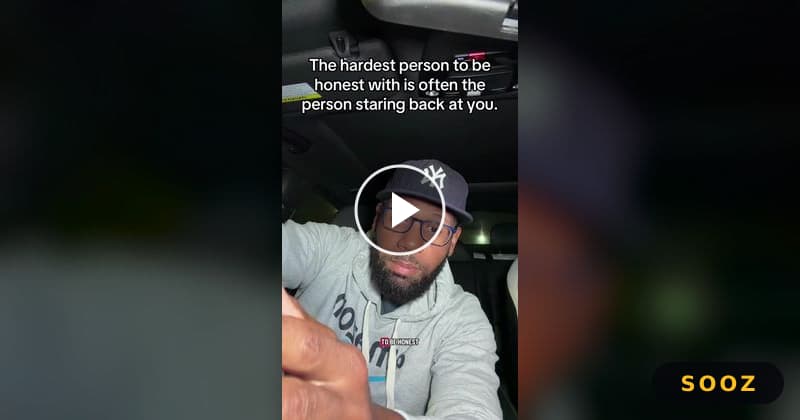 The hardest person to be
honest with is often the
person staring back at you.
NY
TO BE HONEST
SOOZ